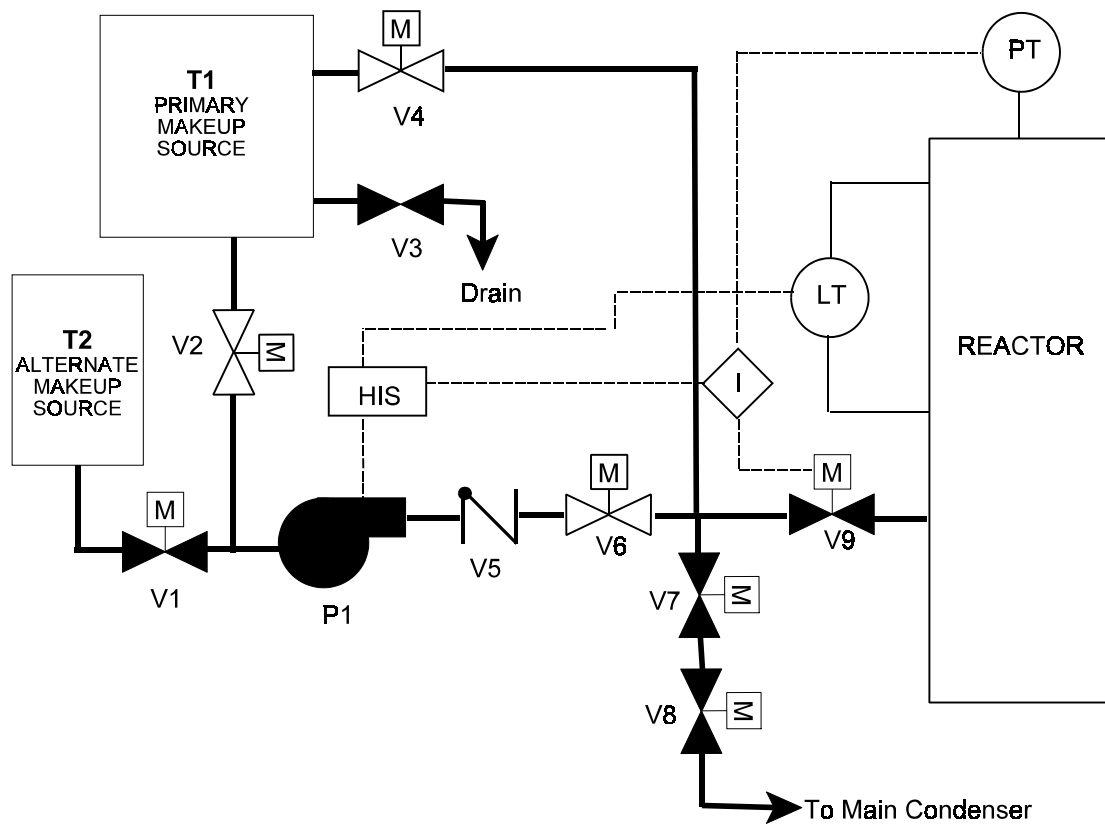 M
V4
PT
T1
PRIMARY
MAKEUP
SOURCE
V3
Drain
LT
REACTOR
V2
M
T2
ALTERNATE
MAKEUP
SOURCE
HIS
I
M
V1
P1
V5
M
V6
M
V9
V7
M
V8
M
To Main Condenser